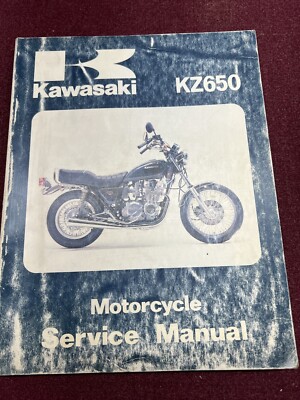 Kawasaki
KZ650
Motorcycle
Service Manual